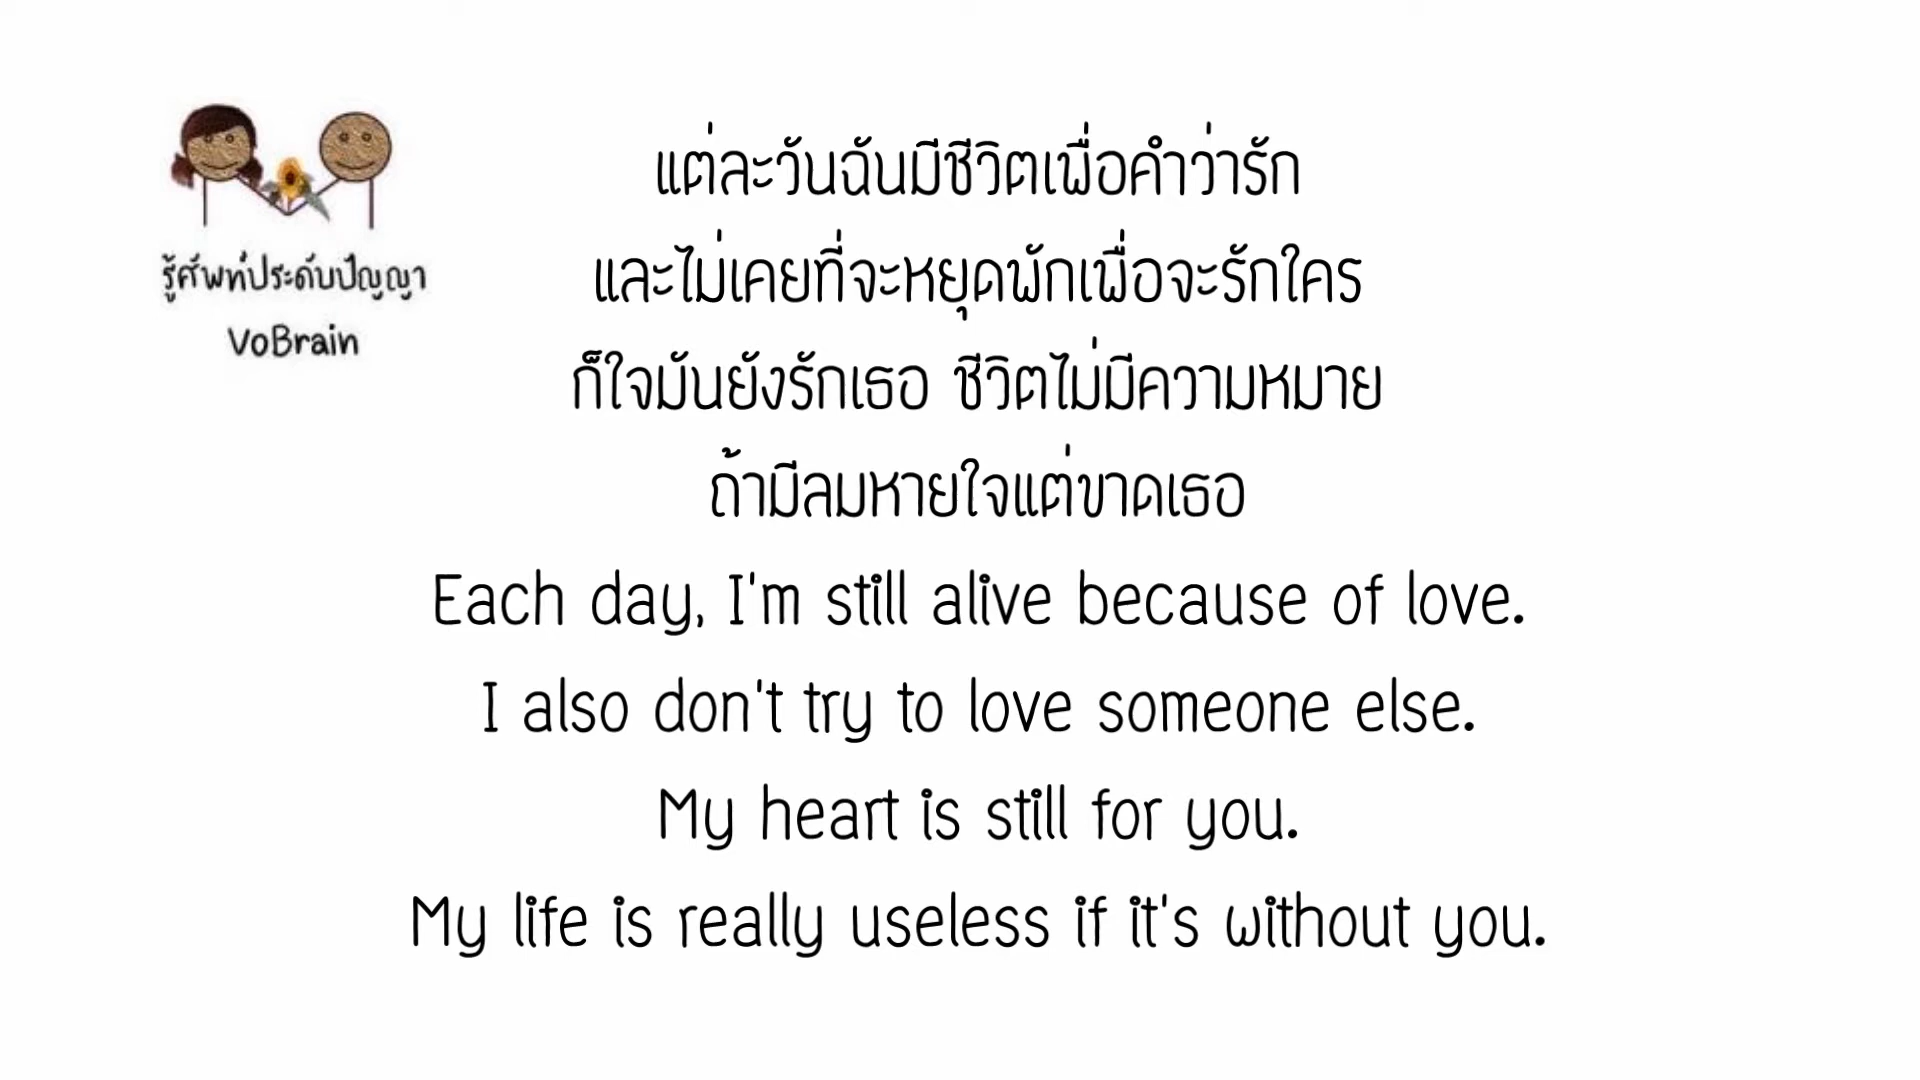 รู้ศัพท์ประดับปัญญา
VoBrain
แต่ละวันฉันมีชีวิตเพื่อคำว่ารัก
และไม่เคยที่จะหยุดพักเพื่อจะรักใคร
ก็ใจมันยังรักเธอ ชีวิตไม่มีความหมาย
ถ้ามีลมหายใจแต่ขาดเธอ
Each day, I'm still alive because of love.
I also don't try to love someone else.
My heart is still for you.
My life is really useless if it's without you.